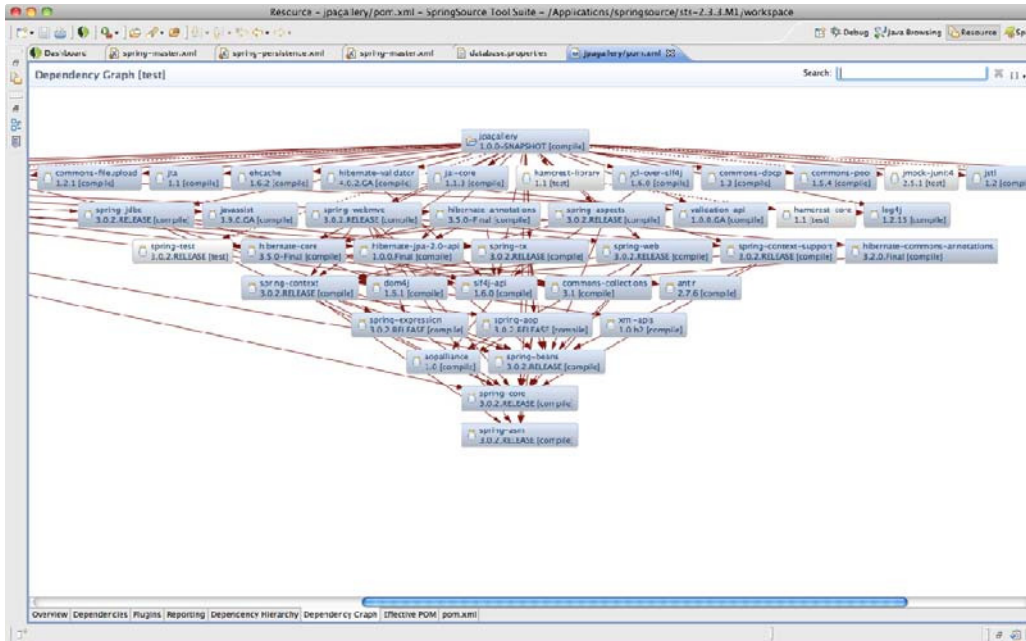 Resource - jpagallery/pom.xml - SpringSource Tool Suite - /Applications/springsource/sts-2.3.3.M1/workspace
Debug Java Browsing Resource Sp
Dashboard spring-master.xml spring-persistence.xml spring-master.xml database.properties jpagallery/pom.xml
Dependency Graph [test]
Search:
jpagallery
1.0.0-SNAPSHOT [compile]
commons-fileupload
1.2.1 [compile]
jta
1.1 [compile]
ehcache
1.6.2 [compile]
hibernate-validator
4.0.2.GA [compile]
1.1.3 [compile]
hamcrest-library
1.1 [test]
jcl-over-slf4j
1.6.0 [compile]
commons-dbcp
1.3 [compile]
commons-pool
1.5.4 [compile]
jmock-junit4
2.5.1 [test]
jstl
1.2 [compi
spring-jdbc
3.0.2.RELEASE [compile]
javassist
3.9.0.GA [compile]
spring-webmvc
3.0.2.RELEASE [compile]
hibernate-annotations
3.5.0-Final [compile]
spring-aspects
3.0.2.RELEASE [compile]
validation-api
1.0.0.GA [compile]
hamcrest-core
1.1 [test]
log4j
1.2.15 [compile]
spring-test
3.0.2.RELEASE [test]
hibernate-core
3.5.0-Final [compile]
hibernate-jpa-2.0-api
1.0.0.Final [compile]
spring-tx
3.0.2.RELEASE [compile]
spring-web
3.0.2.RELEASE [compile]
spring-context-support
3.0.2.RELEASE [compile]
hibernate-commons-annotations
3.2.0.Final [compile]
spring-context
3.0.2.RELEASE [compile]
dom4j
1.5.1 [compile]
slf4j-api
1.6.0 [compile]
commons-collections
3.1 [compile]
antlr
2.7.6 [compile]
spring-expression
3.0.2.RELEASE [compile]
spring-aop
3.0.2.RELEASE [compile]
xml-apis
1.0.b2 [compile]
aopalliance
1.0 [compile]
spring-beans
3.0.2.RELEASE [compile]
spring-core
3.0.2.RELEASE [compile]
spring-asm
3.0.2.RELEASE [compile]
Overview Dependencies Plugins Reporting Dependency Hierarchy Dependency Graph Effective POM pom.xml